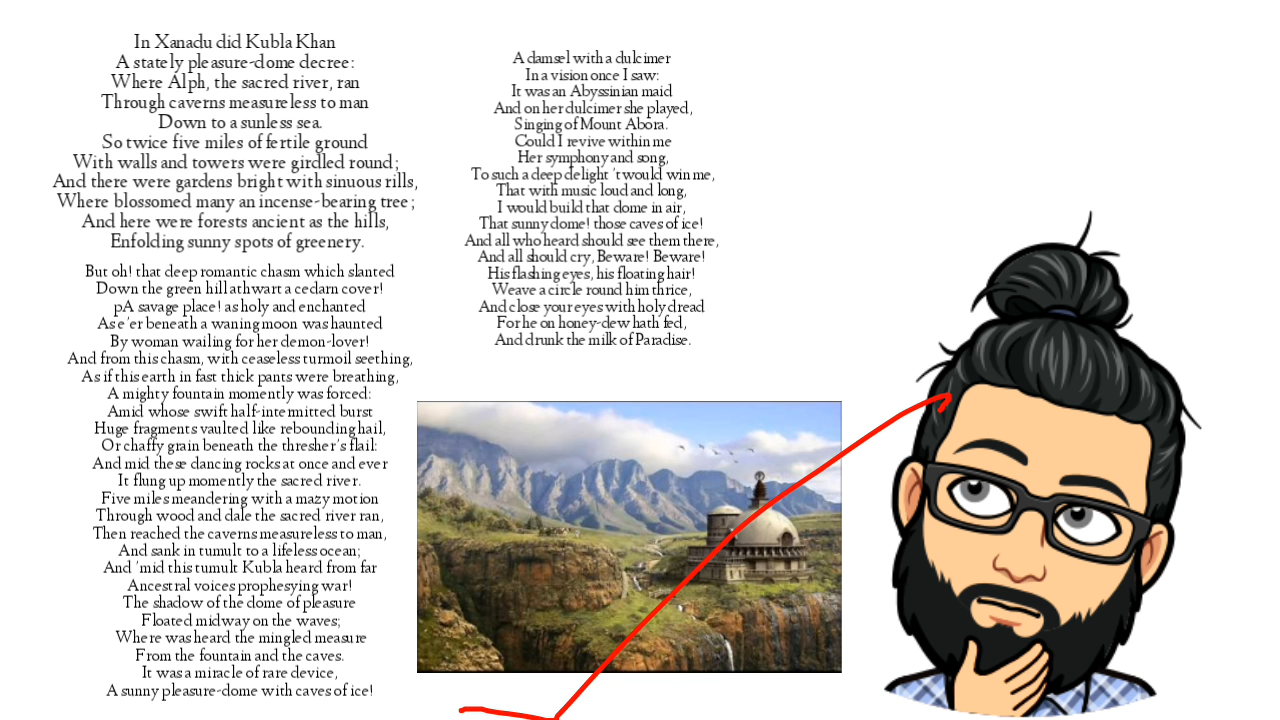 In Xanadu did Kubla Khan
A stately pleasure-dome decree:
Where Alph, the sacred river, ran
Through caverns measureless to man
Down to a sunless sea.
So twice five miles of fertile ground
With walls and towers were girdled round;
And there were gardens bright with sinuous rills,
Where blossomed many an incense-bearing tree;
And here were forests ancient as the hills,
Enfolding sunny spots of greenery.
But oh! that deep romantic chasm which slanted
Down the green hill athwart a cedarn cover!
pA savage place! as holy and enchanted
As e'er beneath a waning moon was haunted
By woman wailing for her demon-lover!
And from this chasm, with ceaseless turmoil seething,
As if this earth in fast thick pants were breathing,
A mighty fountain momently was forced:
Amid whose swift half-intermitted burst
Huge fragments vaulted like rebounding hail,
Or chaffy grain beneath the thresher's flail:
And mid these dancing rocks at once and ever
It flung up momently the sacred river.
Five miles meandering with a mazy motion
Through wood and dale the sacred river ran,
Then reached the caverns measureless to man,
And sank in tumult to a lifeless ocean;
And 'mid this tumult Kubla heard from far
Ancestral voices prophesying war!
The shadow of the dome of pleasure
Floated midway on the waves;
Where was heard the mingled measure
From the fountain and the caves.
It was a miracle of rare device,
A sunny pleasure-dome with caves of ice!
A damsel with a dulcimer
In a vision once I saw:
It was an Abyssinian maid
And on her dulcimer she played,
Singing of Mount Abora.
Could I revive within me
Her symphony and song,
To such a deep delight 'twould win me,
That with music loud and long,
I would build that dome in air,
That sunny dome! those caves of ice!
And all who heard should see them there,
And all should cry, Beware! Beware!
His flashing eyes, his floating hair!
Weave a circle round him thrice,
And close your eyes with holy dread
For he on honey-dew hath fed,
And drunk the milk of Paradise.